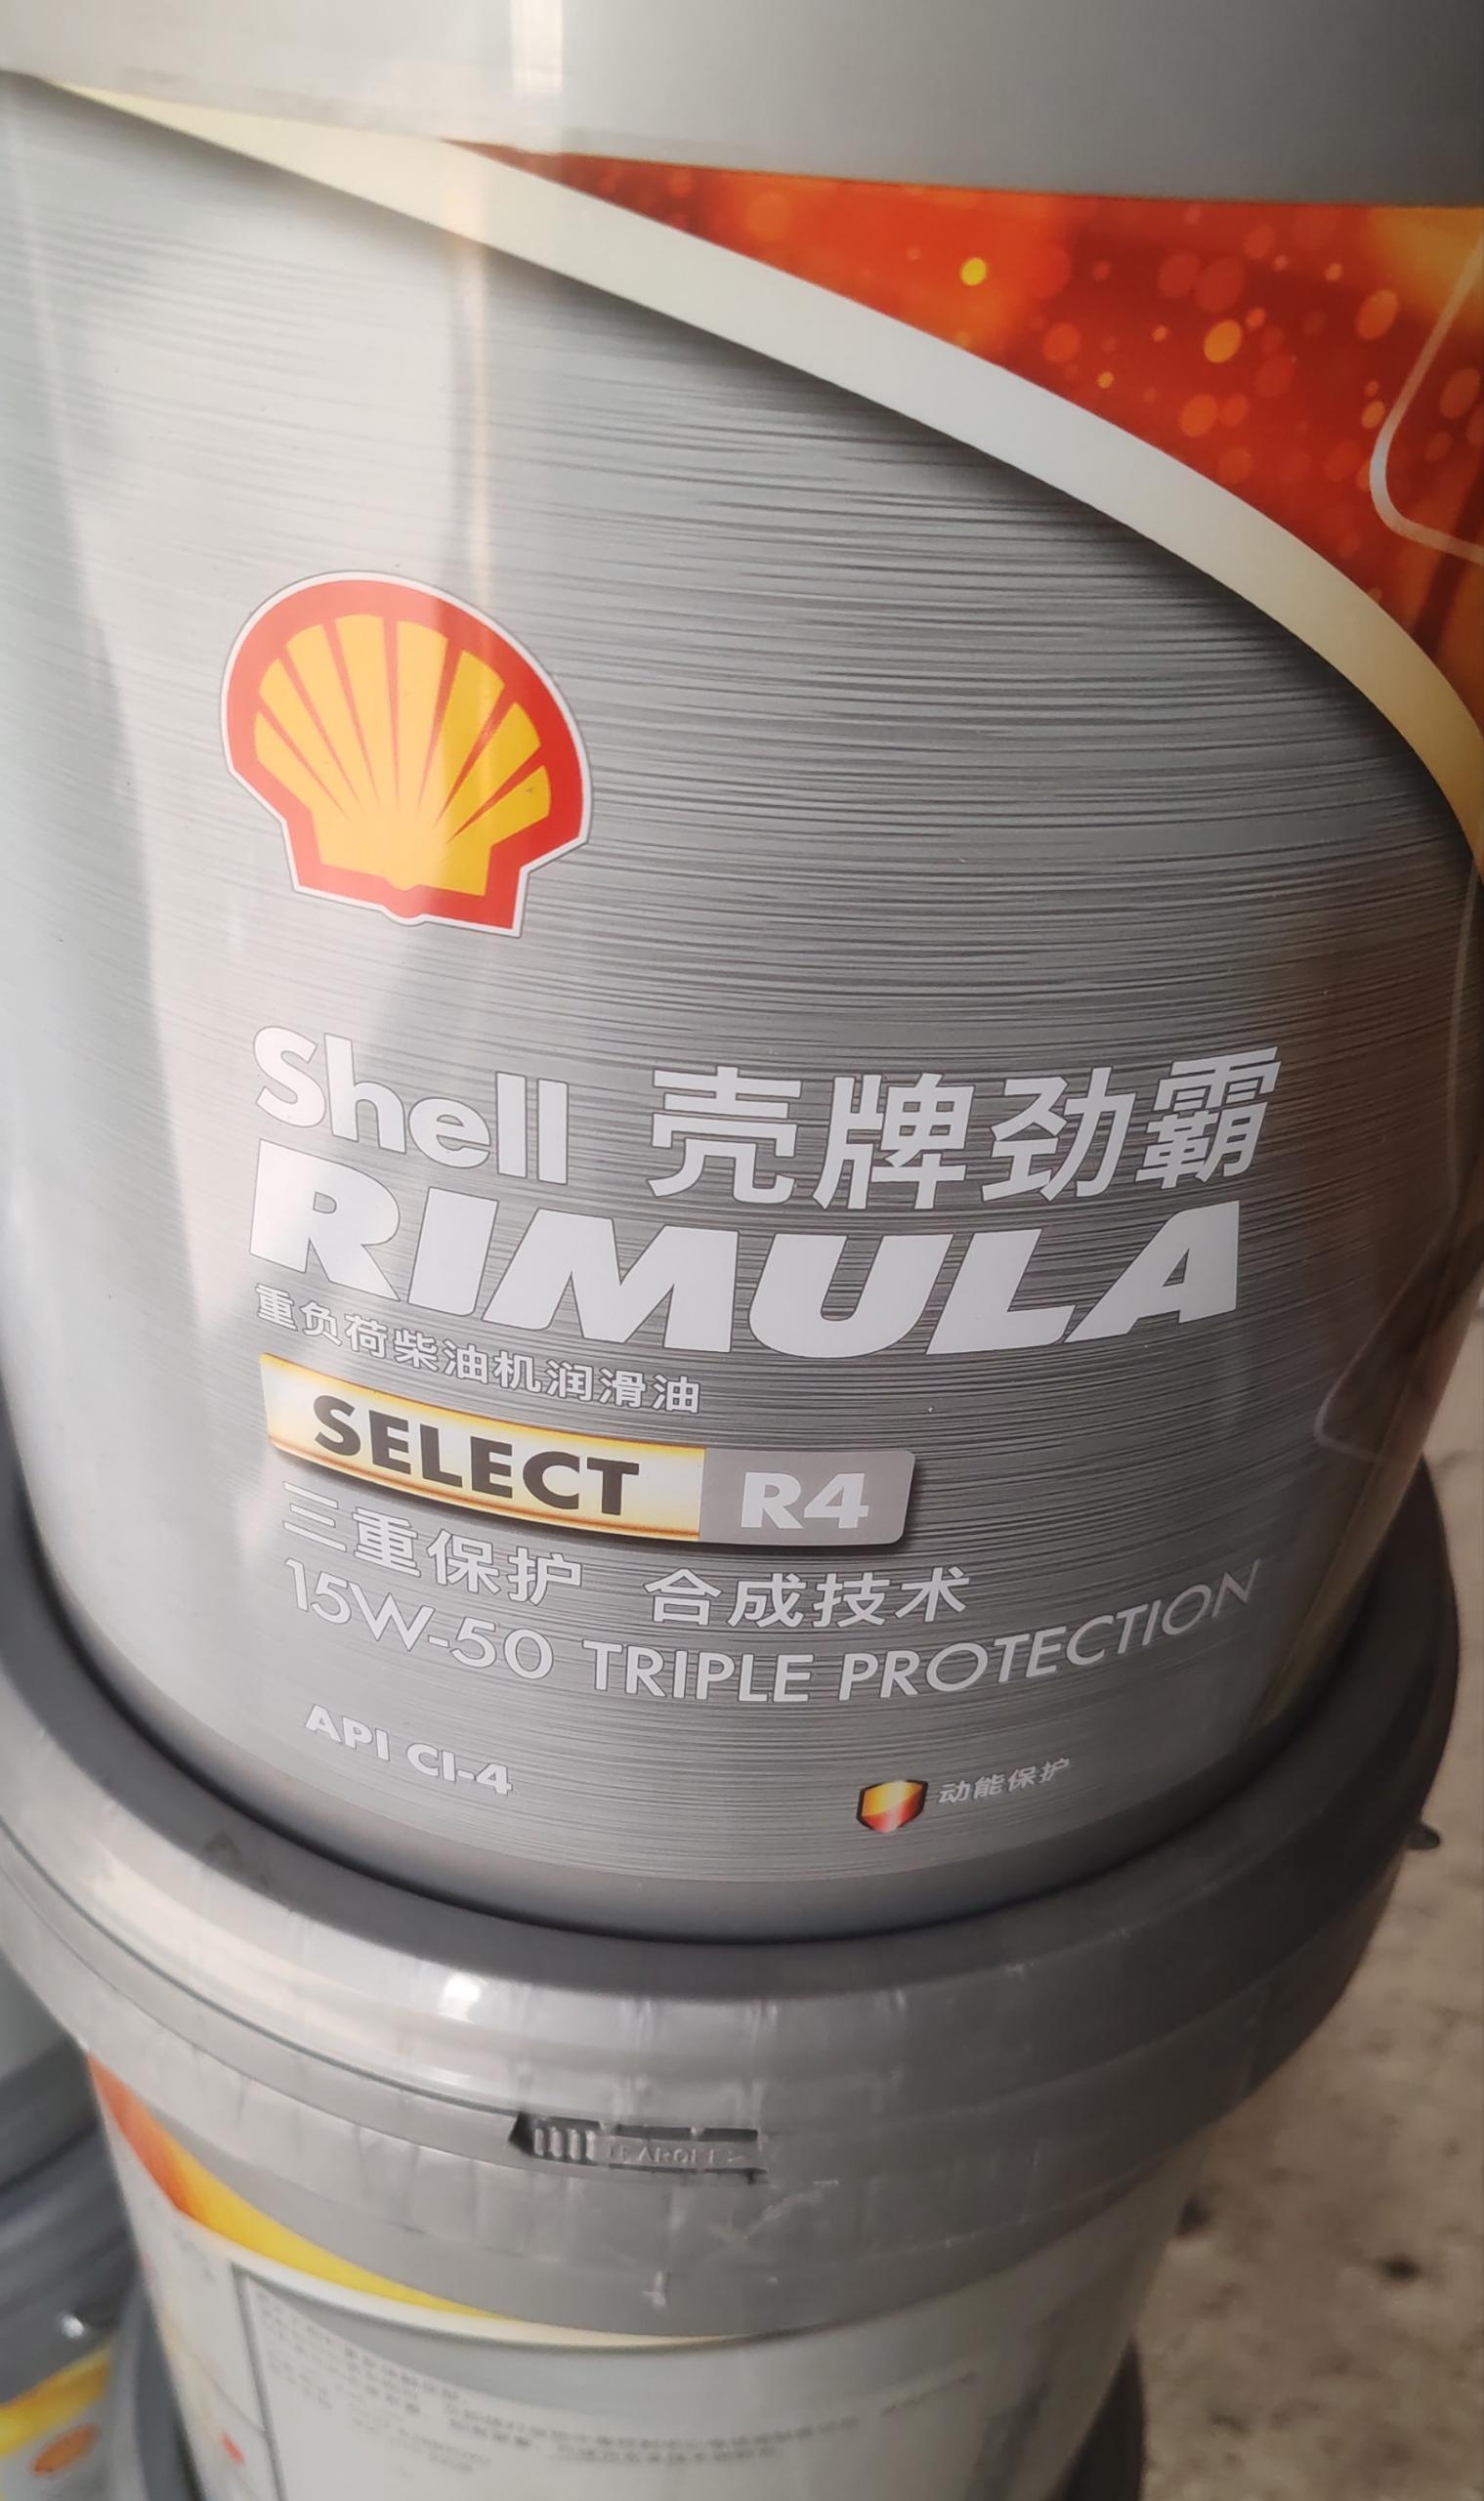 Shell 壳牌劲霸
RIMULA
重负荷柴油机润滑油
SELECT R4
三重保护 合成技术
15W-50 TRIPLE PROTECTION
API CI-4
动能保护